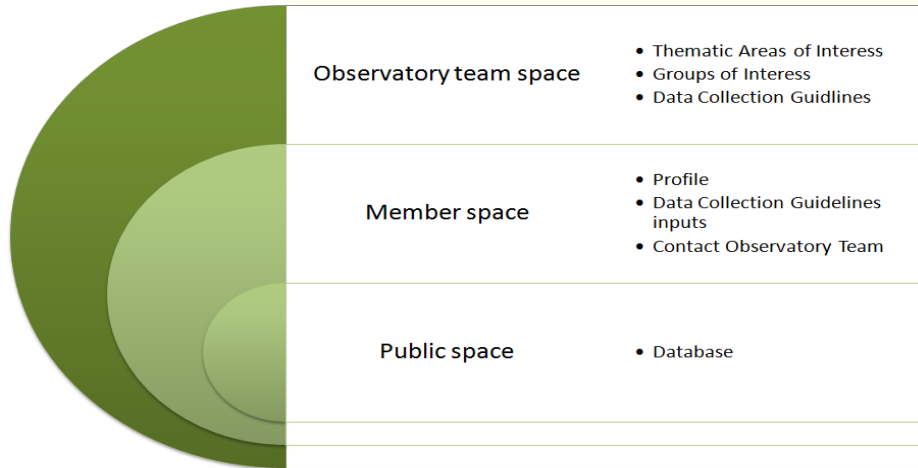 Observatory team space
• Thematic Areas of Interess
• Groups of Interess
• Data Collection Guidlines
Member space
• Profile
• Data Collection Guidelines
inputs
• Contact Observatory Team
Public space
• Database